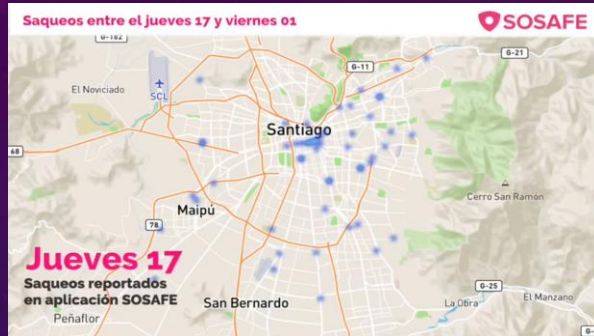 Saqueos entre el jueves 17 y viernes 01
SOSAFE
G-182
G-21
G-11
El Noviciado
SCL
Santiago
68
Cerro San Ramon
Maipú
78
Jueves 17
Saqueos reportados
en aplicación SOSAFE
Peñaflor
San Bernardo
G-25
La Obra
El Manzano